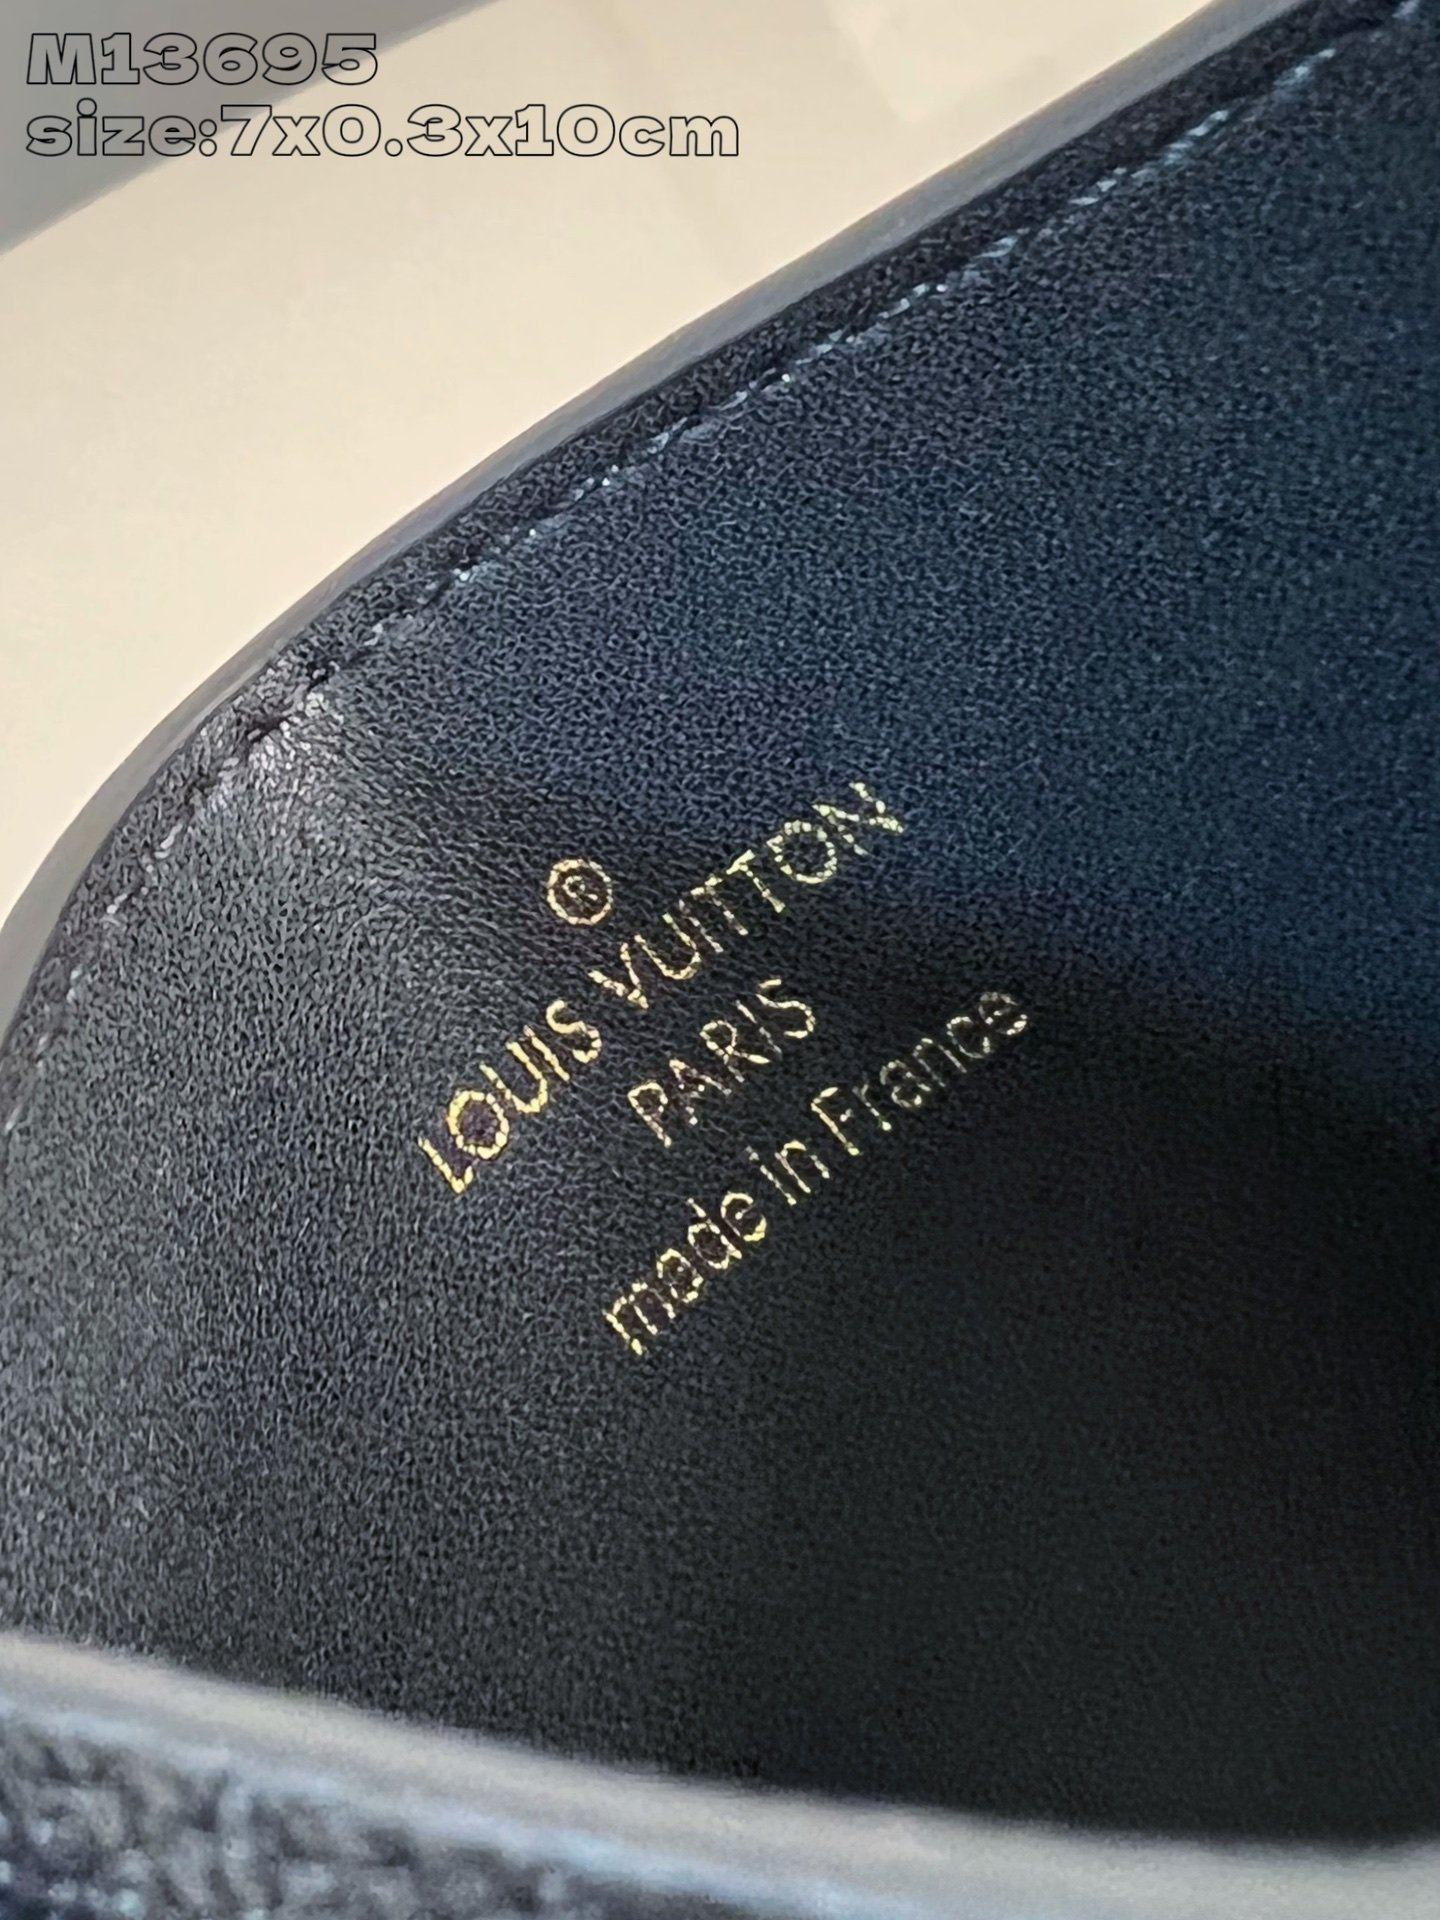 M13695
size:7x0.3x10cm
®
LOUIS VUITTON
PARIS
made in France